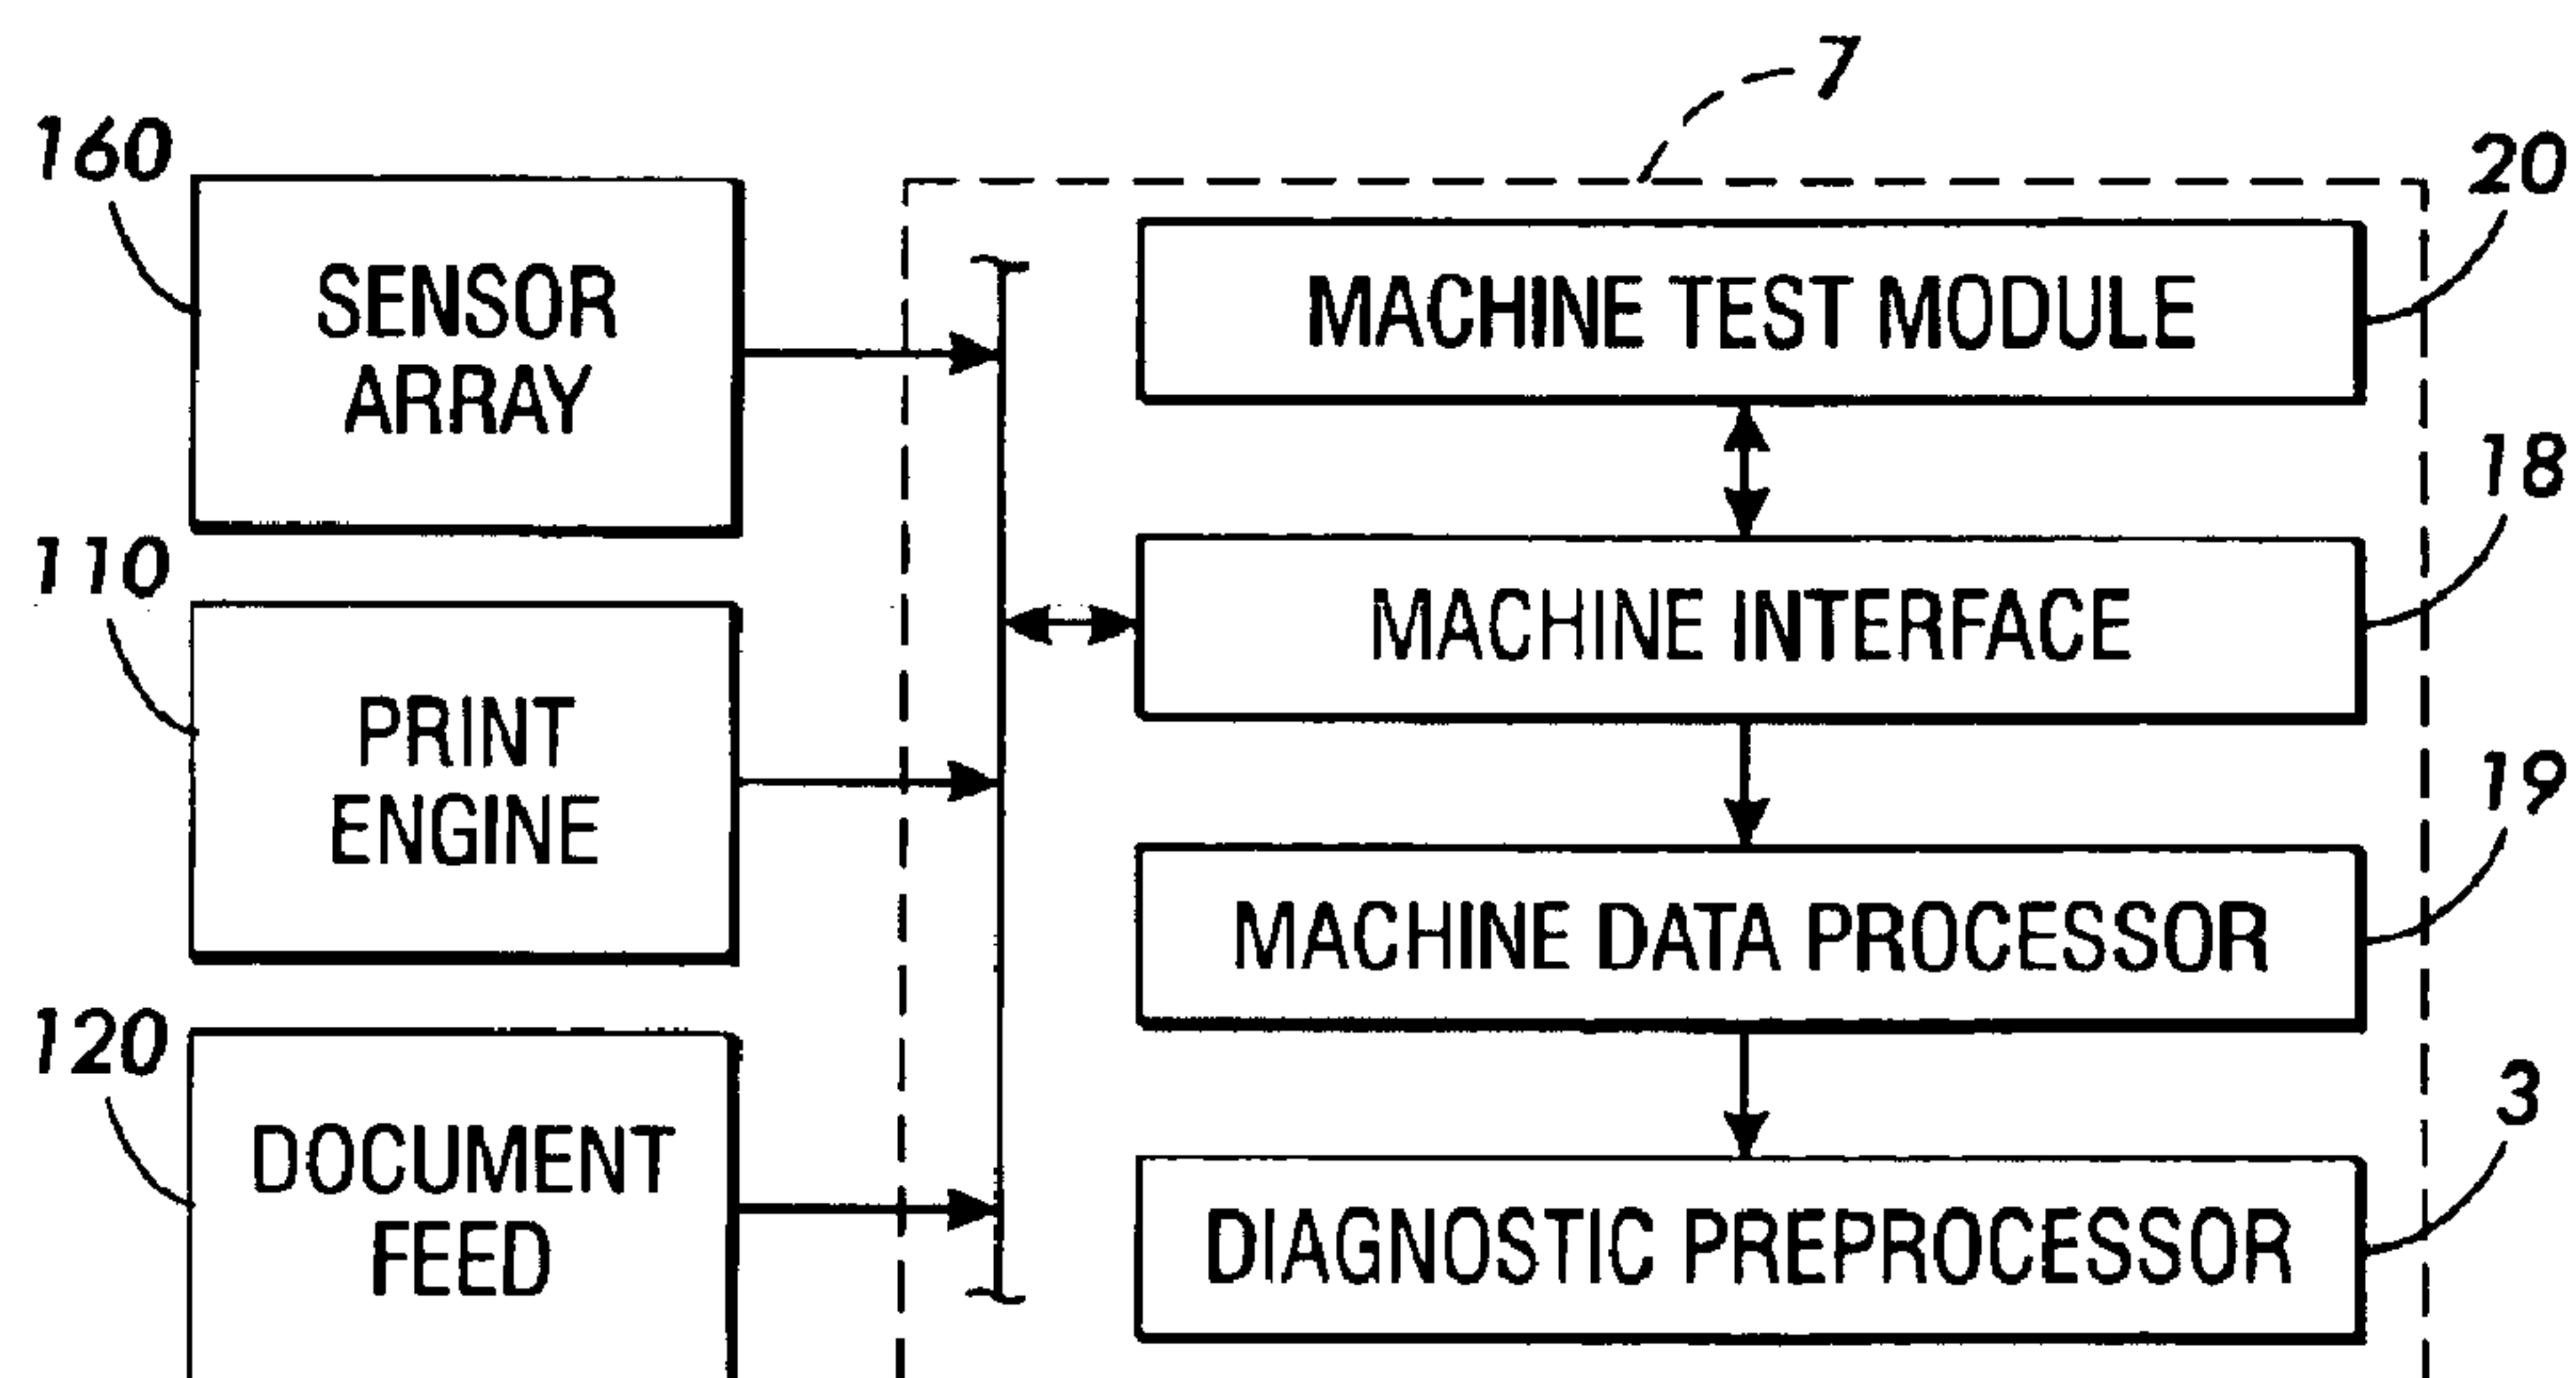 7
160
SENSOR
ARRAY
20
MACHINE TEST MODULE
18
MACHINE INTERFACE
110
PRINT
ENGINE
19
MACHINE DATA PROCESSOR
120
DOCUMENT
FEED
3
DIAGNOSTIC PREPROCESSOR